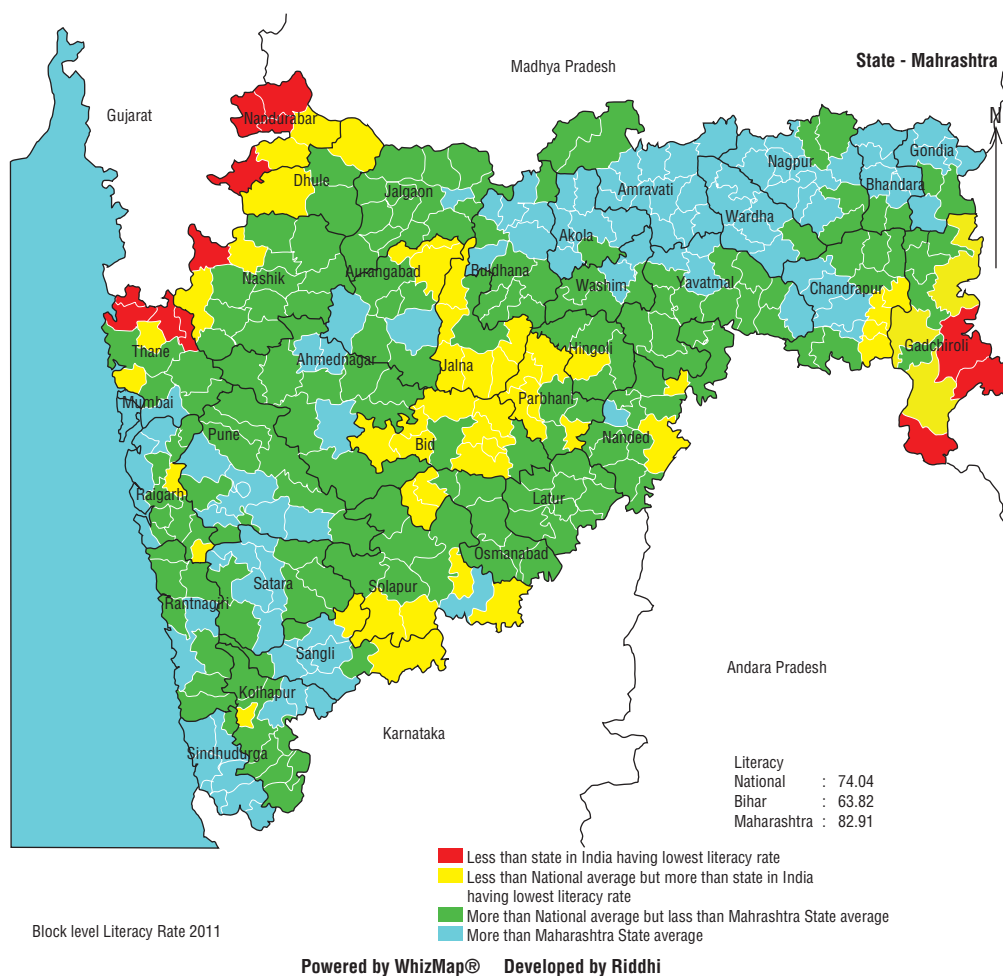 State - Mahrashtra
Madhya Pradesh
Gujarat
N
Nandurabar
Dhule
Jalgaon
Amravati
Nagpur
Gondia
Bhandara
Wardha
Akola
Buldhana
Aurangabad
Nashik
Washim
Yavatmal
Chandrapur
Gadchiroli
Thane
Ahmednagar
Jalna
Hingoli
Parbhani
Mumbai
Pune
Bid
Nanded
Raigarh
Latur
Osmanabad
Satara
Solapur
Rantnagiri
Sangli
Kolhapur
Sindhudurga
Karnataka
Andara Pradesh
Literacy
National : 74.04
Bihar : 63.82
Maharashtra : 82.91
Less than state in India having lowest literacy rate
Less than National average but more than state in India
having lowest literacy rate
More than National average but lass than Mahrashtra State average
More than Maharashtra State average
Block level Literacy Rate 2011
Powered by WhizMap® Developed by Riddhi